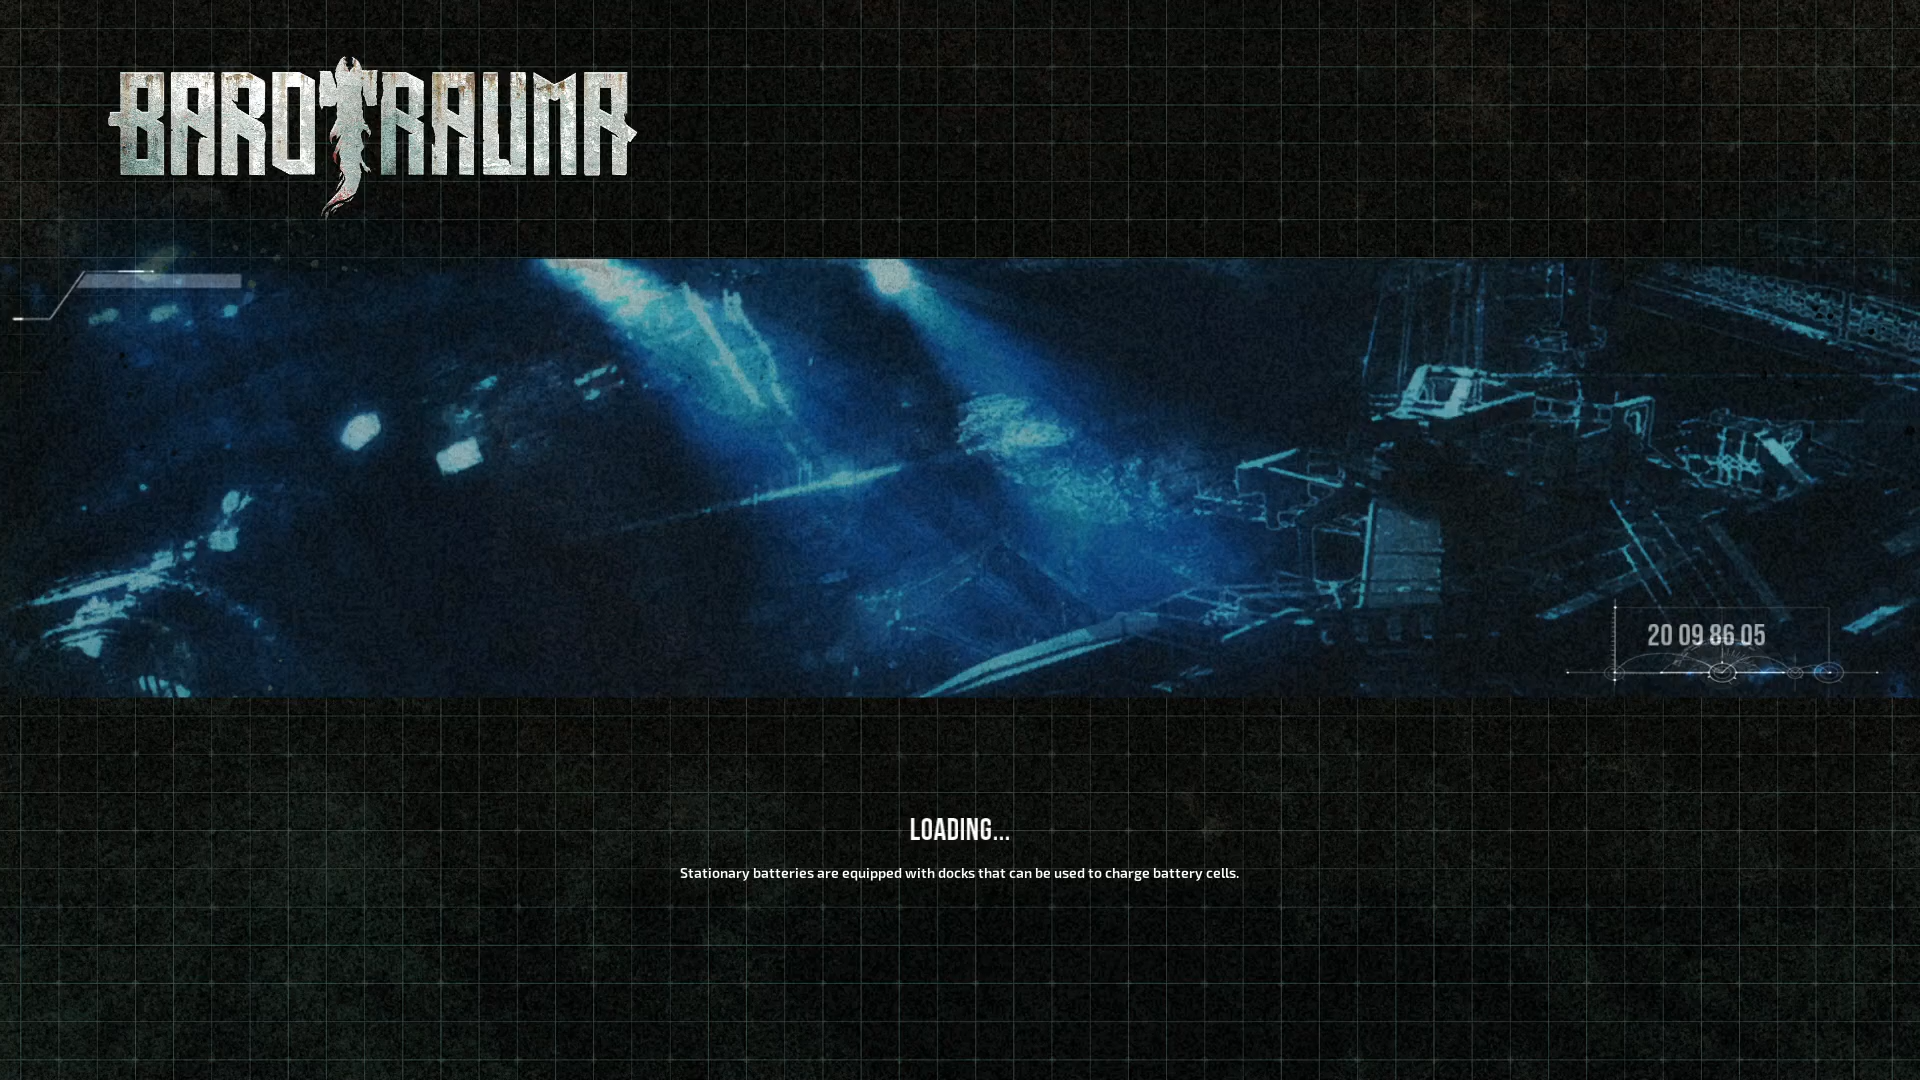 BAROTRAUMA
20 09 86 05
LOADING...
Stationary batteries are equipped with docks that can be used to charge battery cells.